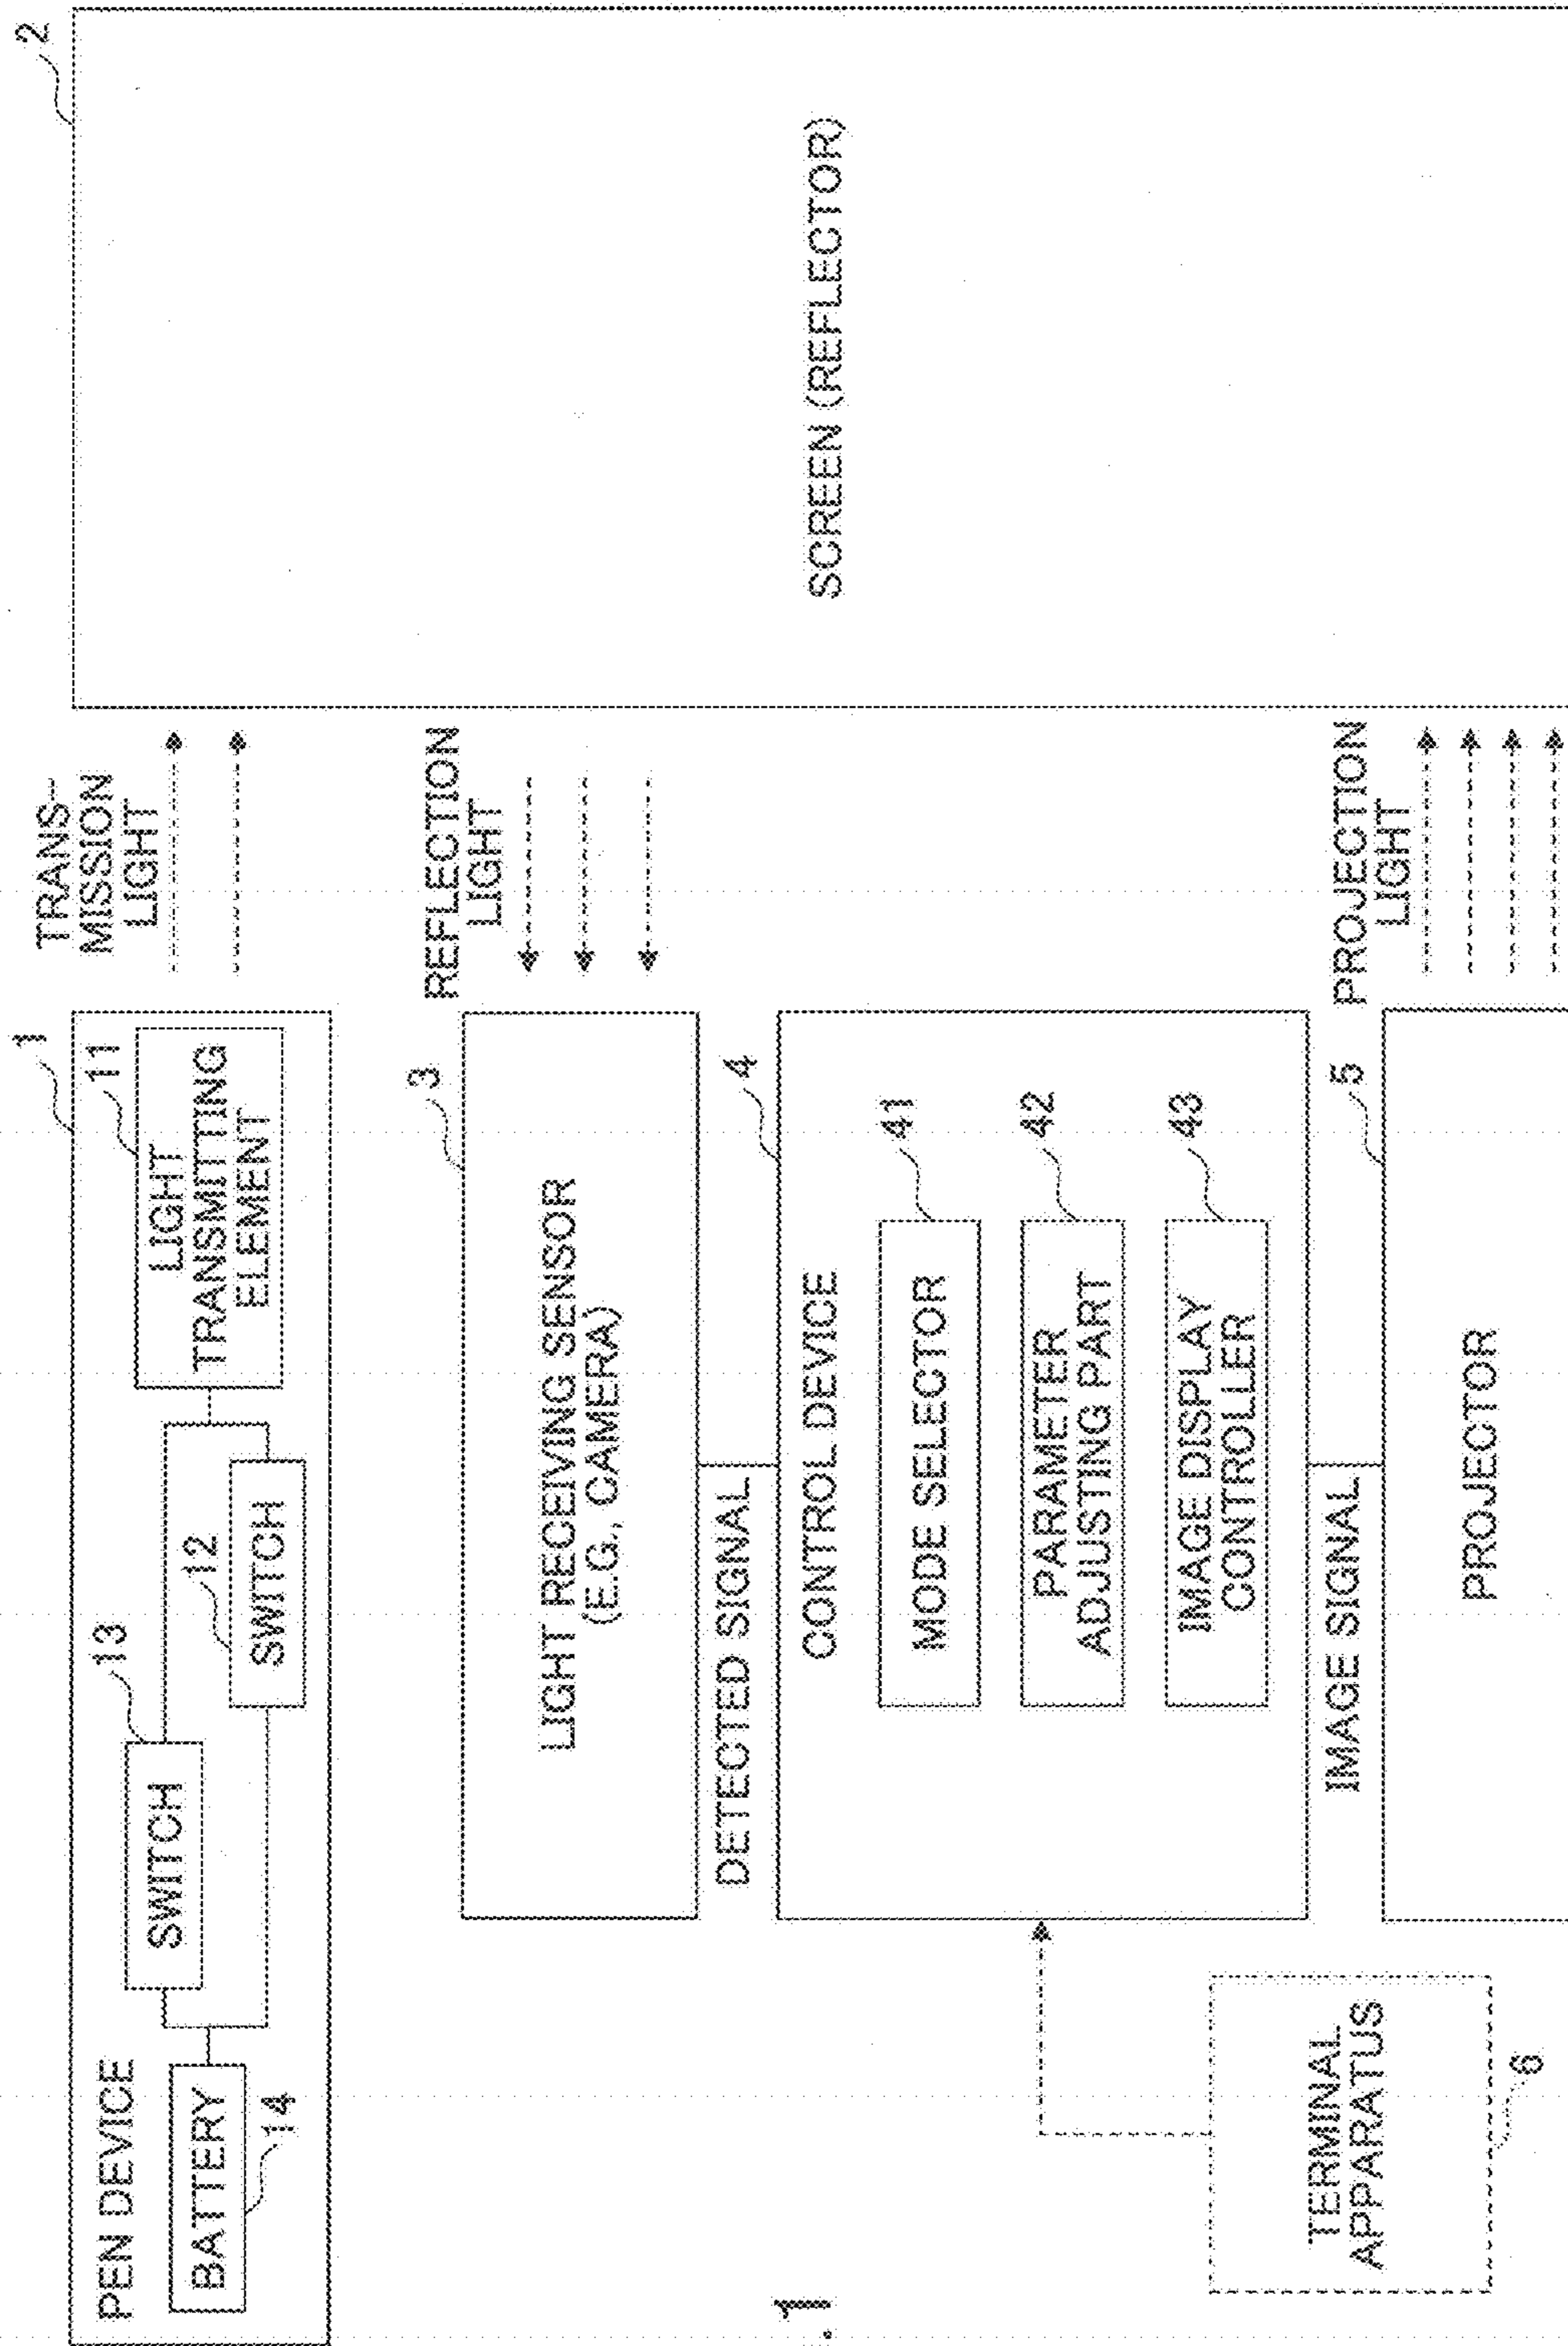 .1
PEN DEVICE
1
BATTERY
14
SWITCH
13
SWITCH
12
LIGHT
TRANSMITTING
ELEMENT
11
TRANS-
MISSION
LIGHT
2
SCREEN (REFLECTOR)
LIGHT RECEIVING SENSOR
(E.G., CAMERA)
3
REFLECTION
LIGHT
DETECTED SIGNAL
CONTROL DEVICE
4
MODE SELECTOR
41
PARAMETER
ADJUSTING PART
42
IMAGE DISPLAY
CONTROLLER
43
TERMINAL
APPARATUS
6
IMAGE SIGNAL
PROJECTOR
5
PROJECTION
LIGHT